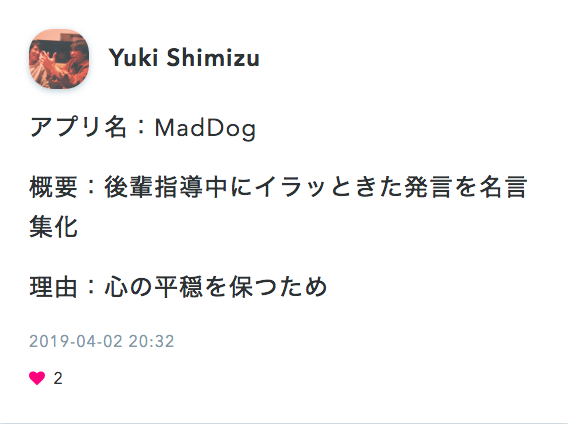 Yuki Shimizu
アプリ名：MadDog
概要：後輩指導中にイラッときた発言を名言
集化
理由：心の平穏を保つため
2019-04-02 20:32
2